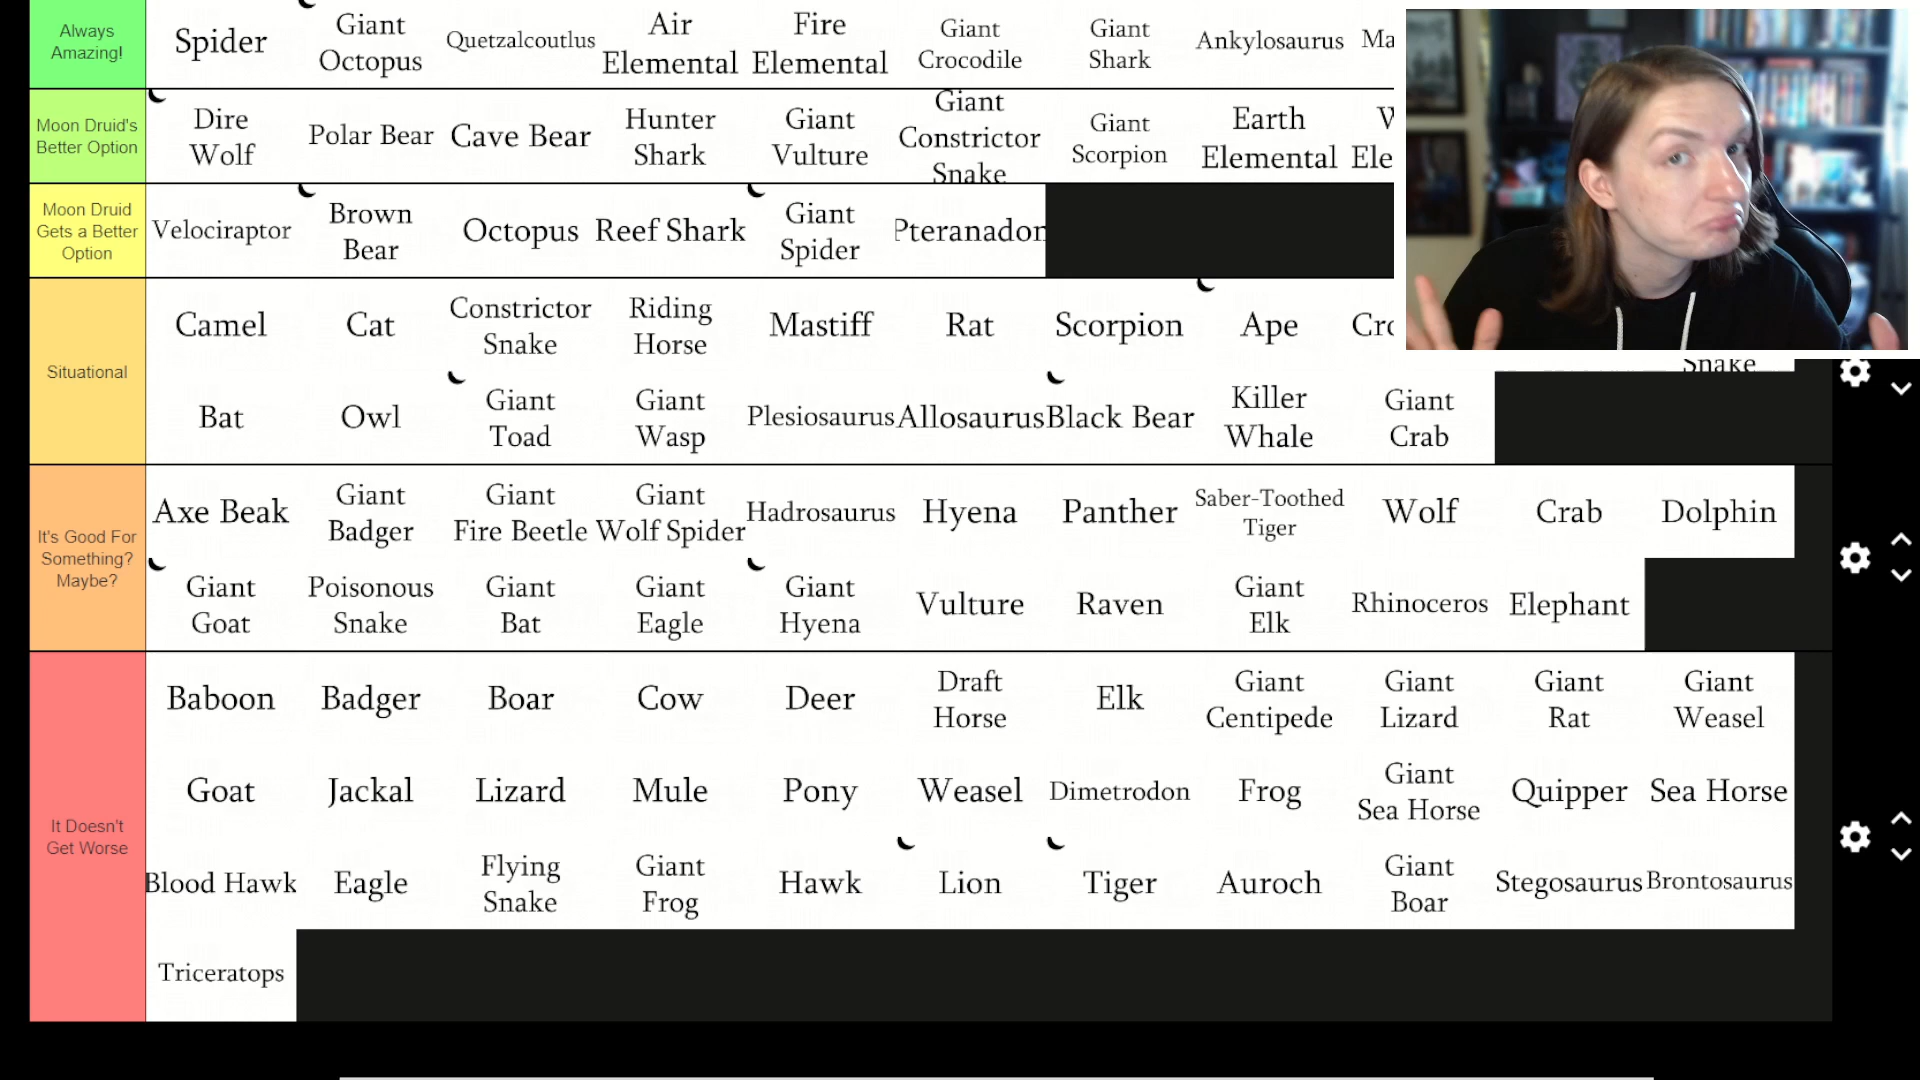 Always
Amazing!
Spider
Giant
Octopus
Quetzalcoutlus
Air
Elemental
Fire
Elemental
Giant
Crocodile
Giant
Shark
Ankylosaurus
Ma
Moon Druid's
Better Option
Dire
Wolf
Polar Bear
Cave Bear
Hunter
Shark
Giant
Vulture
Giant
Constrictor
Snake
Giant
Scorpion
Earth
Elemental
Ele
Moon Druid
Gets a Better
Option
Velociraptor
Brown
Bear
Octopus
Reef Shark
Giant
Spider
Pteranadon
Situational
Camel
Cat
Constrictor
Snake
Riding
Horse
Mastiff
Rat
Scorpion
Ape
Cro
Snake
Bat
Owl
Giant
Toad
Giant
Wasp
Plesiosaurus
Allosaurus
Black Bear
Killer
Whale
Giant
Crab
It's Good For
Something?
Maybe?
Axe Beak
Giant
Badger
Giant
Fire Beetle
Giant
Wolf Spider
Hadrosaurus
Hyena
Panther
Saber-Toothed
Tiger
Wolf
Crab
Dolphin
Giant
Goat
Poisonous
Snake
Giant
Bat
Giant
Eagle
Giant
Hyena
Vulture
Raven
Giant
Elk
Rhinoceros
Elephant
It Doesn't
Get Worse
Baboon
Badger
Boar
Cow
Deer
Draft
Horse
Elk
Giant
Centipede
Giant
Lizard
Giant
Rat
Giant
Weasel
Goat
Jackal
Lizard
Mule
Pony
Weasel
Dimetrodon
Frog
Giant
Sea Horse
Quipper
Sea Horse
Blood Hawk
Eagle
Flying
Snake
Giant
Frog
Hawk
Lion
Tiger
Auroch
Giant
Boar
Stegosaurus
Brontosaurus
Triceratops